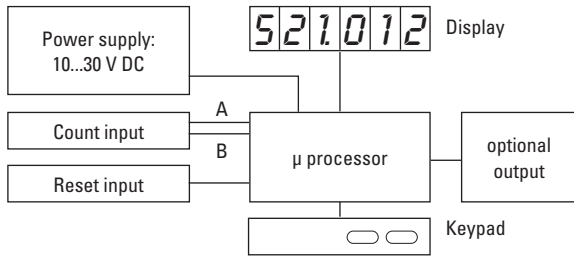 Power supply:
10...30 V DC
521.012
Display
A
Count input
B
Reset input
µ processor
optional
output
Keypad